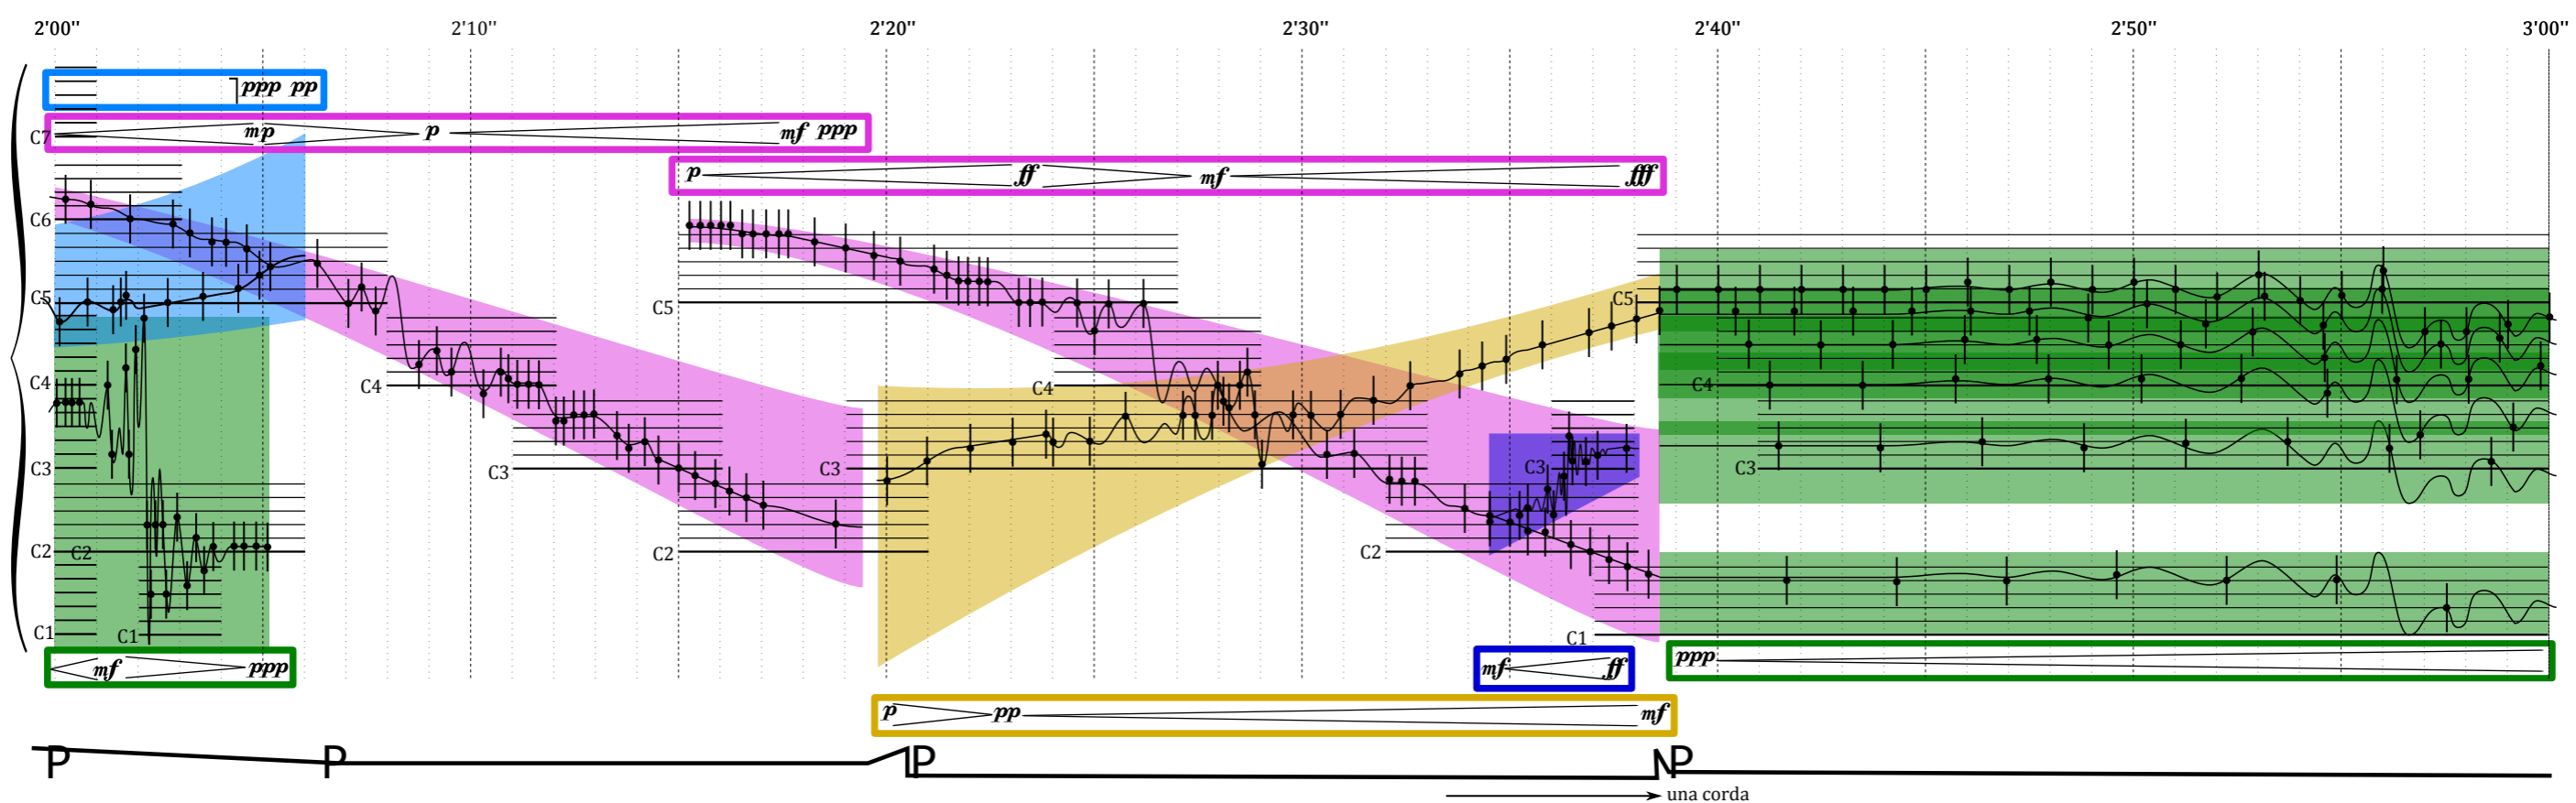 2'00" 2'10" 2'20" 2'30" 2'40" 2'50" 3'00"
ppp pp
C7 mp p mf ppp
p ff mf fff
C6
C5 C5 C5
C4 C4 C4 C4
C3 C3 C3 C3 C3
C2 C2 C2 C2
C1 C1 C1
mf ppp mf ff ppp
p pp mf
P P P P
una corda